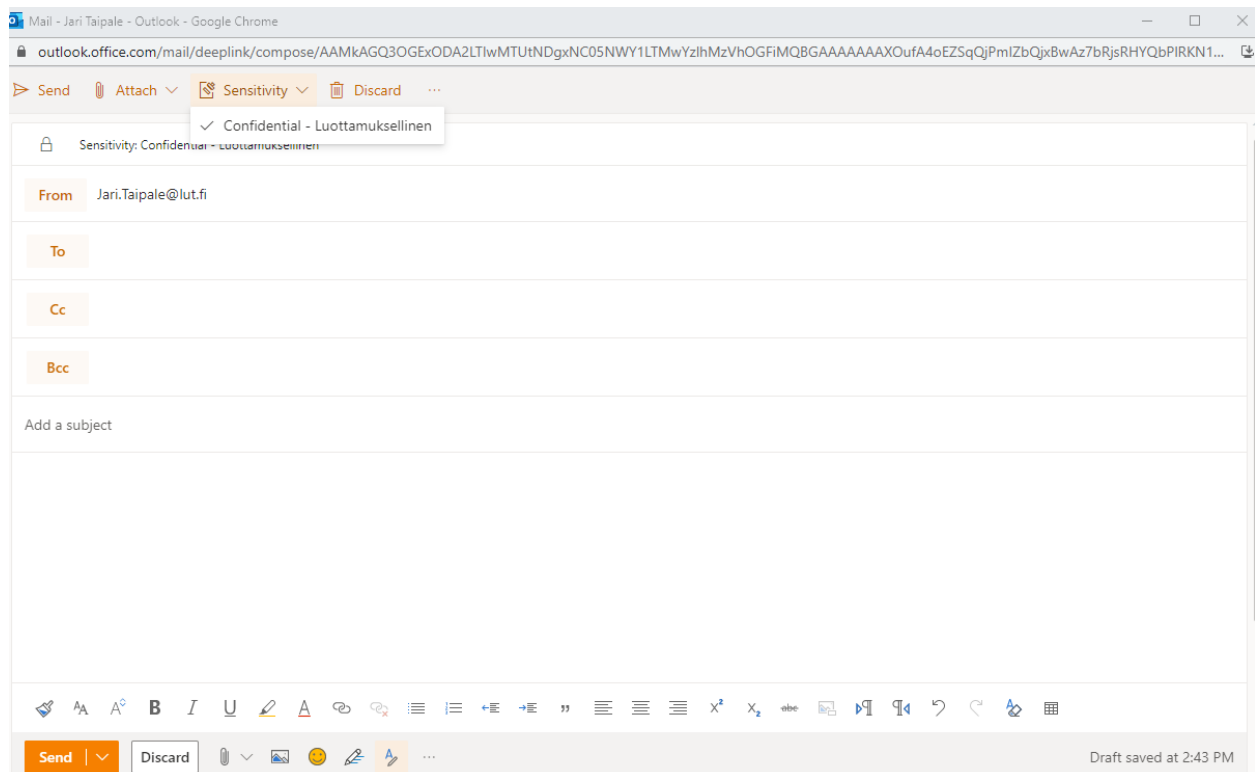 Mail - Jari Taipale - Outlook - Google Chrome
outlook.office.com/mail/deeplink/compose/AAMkAGQ3OGExODA2LTIwMTUtNDgxNC05NWY1LTMwYzlhMzVhOGFiMQBGAAAAAAAXOufA4oEZSqQjPmIZbQjxBwAz7bRjsRHYQbPIRKN1...
Send Attach Sensitivity Discard ...
Confidential - Luottamuksellinen
Sensitivity: Confidential - Luottamuksellinen
From Jari.Taipale@lut.fi
To
Cc
Bcc
Add a subject
Send Discard ... Draft saved at 2:43 PM